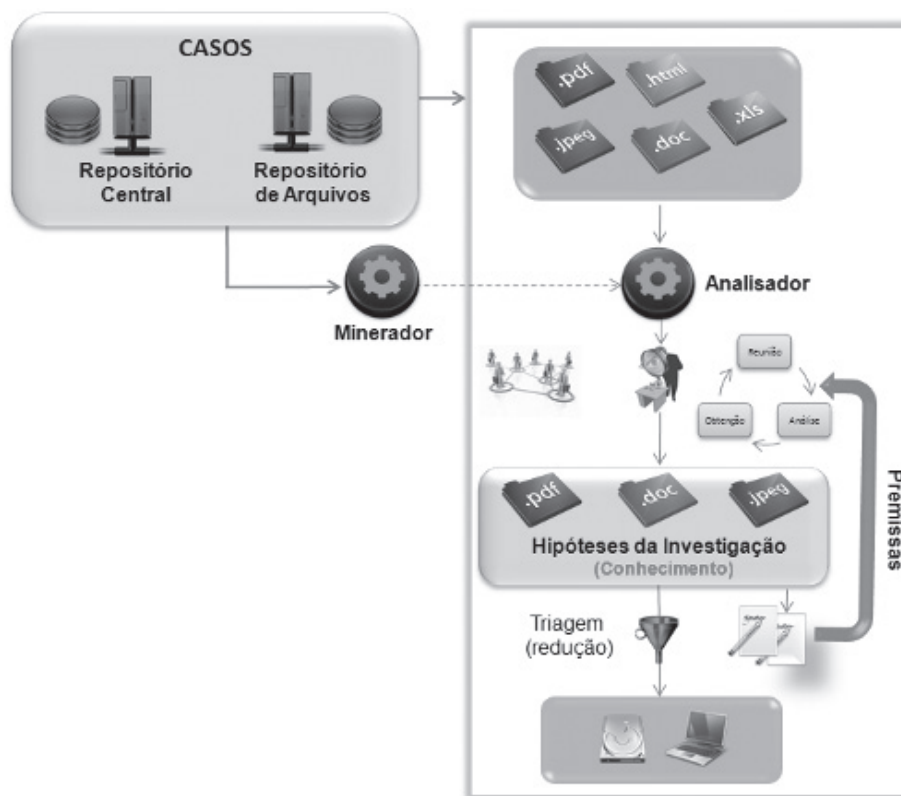 CASOS
Repositório
Central
Repositório
de Arquivos
Minerador
.pdf
.html
.xls
.jpeg
.doc
Analisador
Reunião
Obtenção
Análise
.pdf
.doc
.jpeg
Hipóteses da Investigação
(Conhecimento)
Premissas
Triagem
(redução)